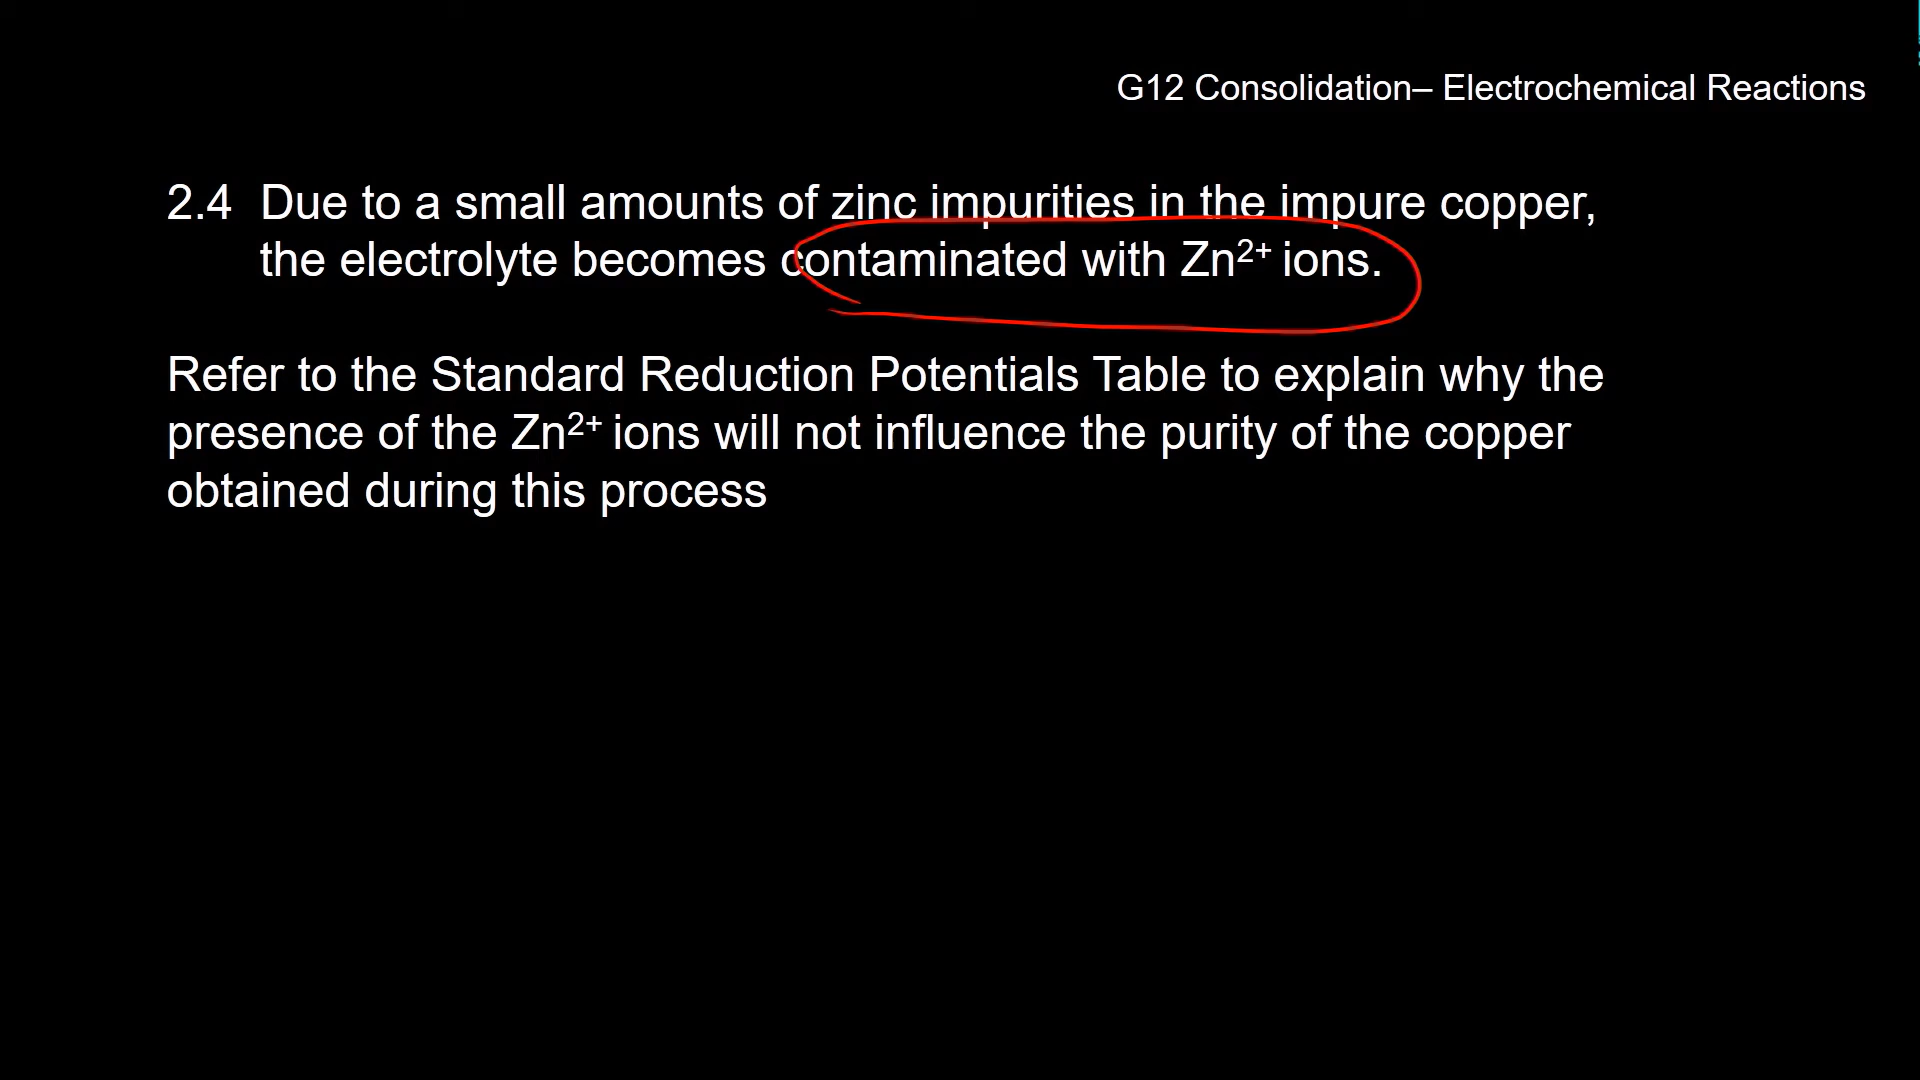 G12 Consolidation– Electrochemical Reactions
2.4 Due to a small amounts of zinc impurities in the impure copper,
the electrolyte becomes contaminated with Zn²⁺ ions.
Refer to the Standard Reduction Potentials Table to explain why the
presence of the Zn²⁺ ions will not influence the purity of the copper
obtained during this process